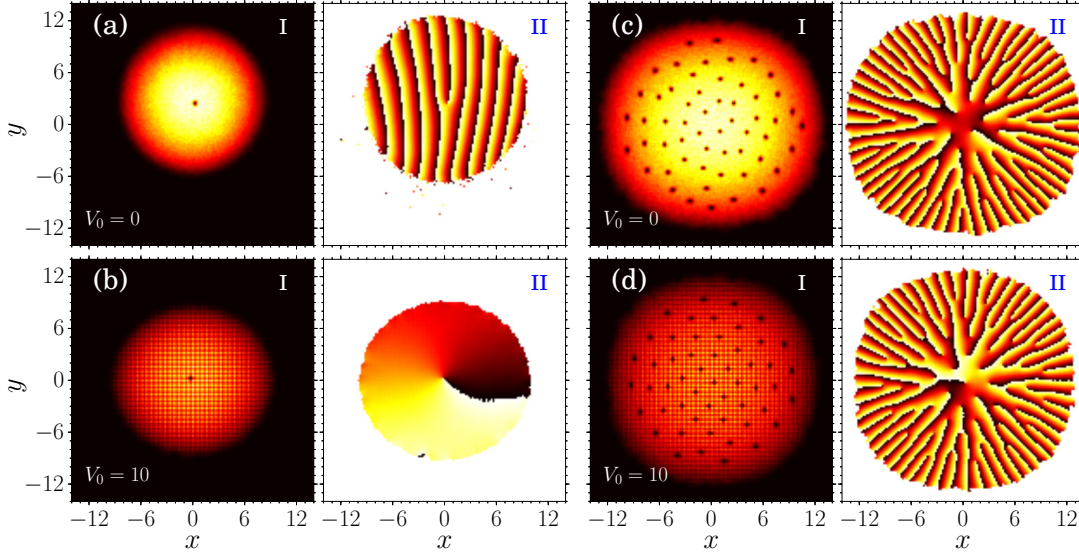 (a) I II (c) I II
12
6
y 0
−6
V₀ = 0 V₀ = 0
−12
(b) I II (d) I II
12
6
y 0
−6
V₀ = 10 V₀ = 10
−12
−12 −6 0 6 12 −12 −6 0 6 12 −12 −6 0 6 12 −12 −6 0 6 12
x x x x